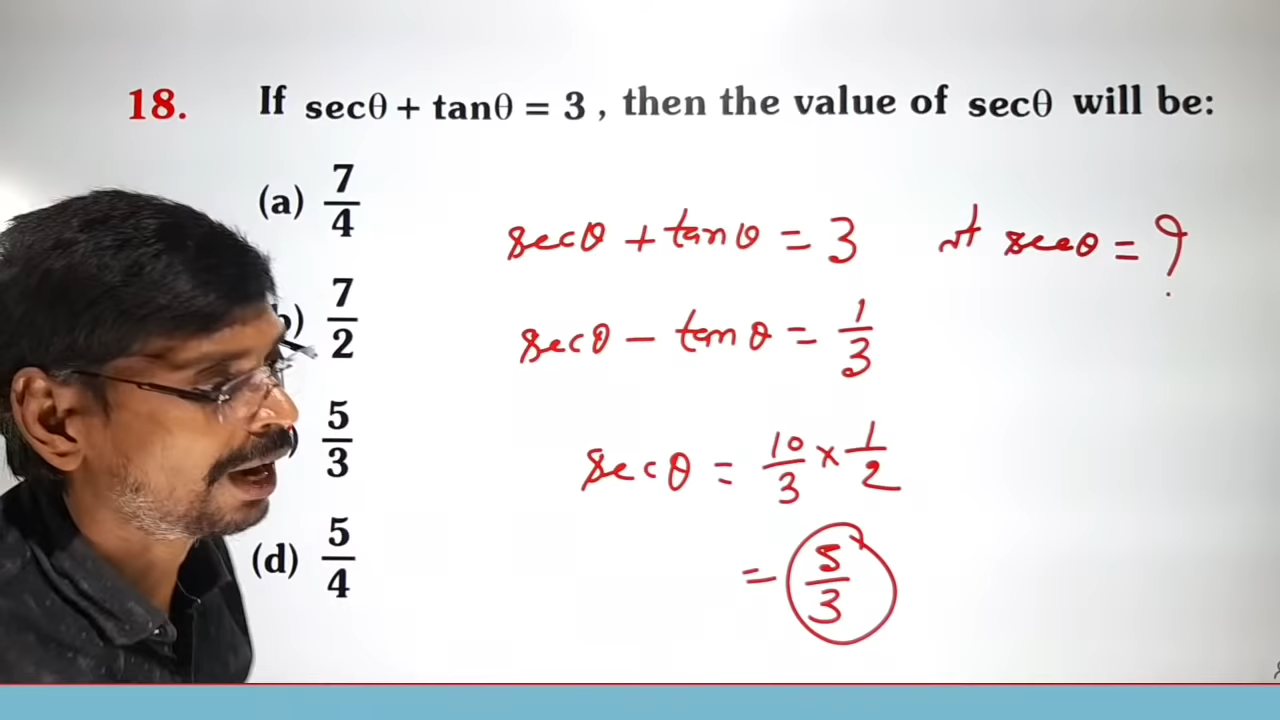 18. If secθ + tanθ = 3, then the value of secθ will be:
(a) 7/4
secθ + tanθ = 3
secθ = ?
) 7/2
secθ - tanθ = 1/3
) 5/3
secθ = 10/3 × 1/2
(d) 5/4
= 5/3